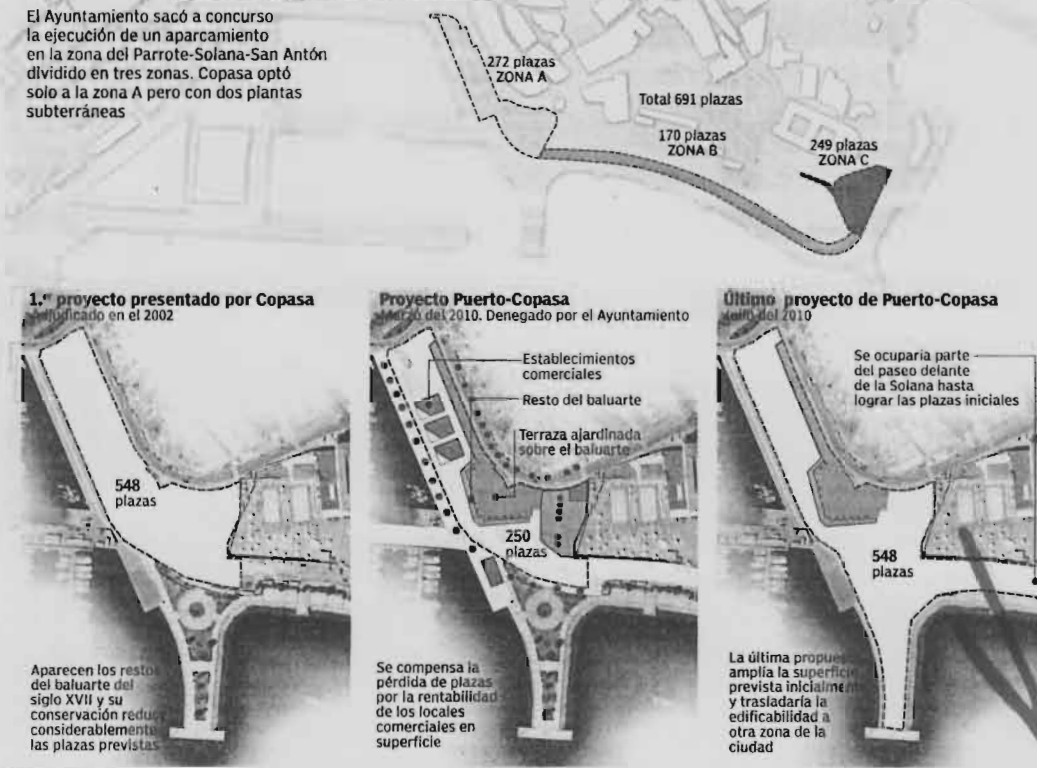 El Ayuntamiento sacó a concurso
la ejecución de un aparcamiento
en la zona del Parrote-Solana-San Antón
dividido en tres zonas. Copasa optó
solo a la zona A pero con dos plantas
subterráneas
272 plazas
ZONA A
Total 691 plazas
170 plazas
ZONA B
249 plazas
ZONA C
1.er proyecto presentado por Copasa
Adjudicado en el 2002
548
plazas
Aparecen los restos
del baluarte del
siglo XVII y su
conservación reduce
considerablemente
las plazas previstas
Proyecto Puerto-Copasa
Marzo del 2010. Denegado por el Ayuntamiento
Establecimientos
comerciales
Resto del baluarte
Terraza ajardinada
sobre el baluarte
250
plazas
Se compensa la
pérdida de plazas
por la rentabilidad
de los locales
comerciales en
superficie
Último proyecto de Puerto-Copasa
Julio del 2010
Se ocuparía parte
del paseo delante
de la Solana hasta
lograr las plazas iniciales
548
plazas
La última propuesta
amplía la superficie
prevista inicialmente
y trasladaría la
edificabilidad a
otra zona de la
ciudad